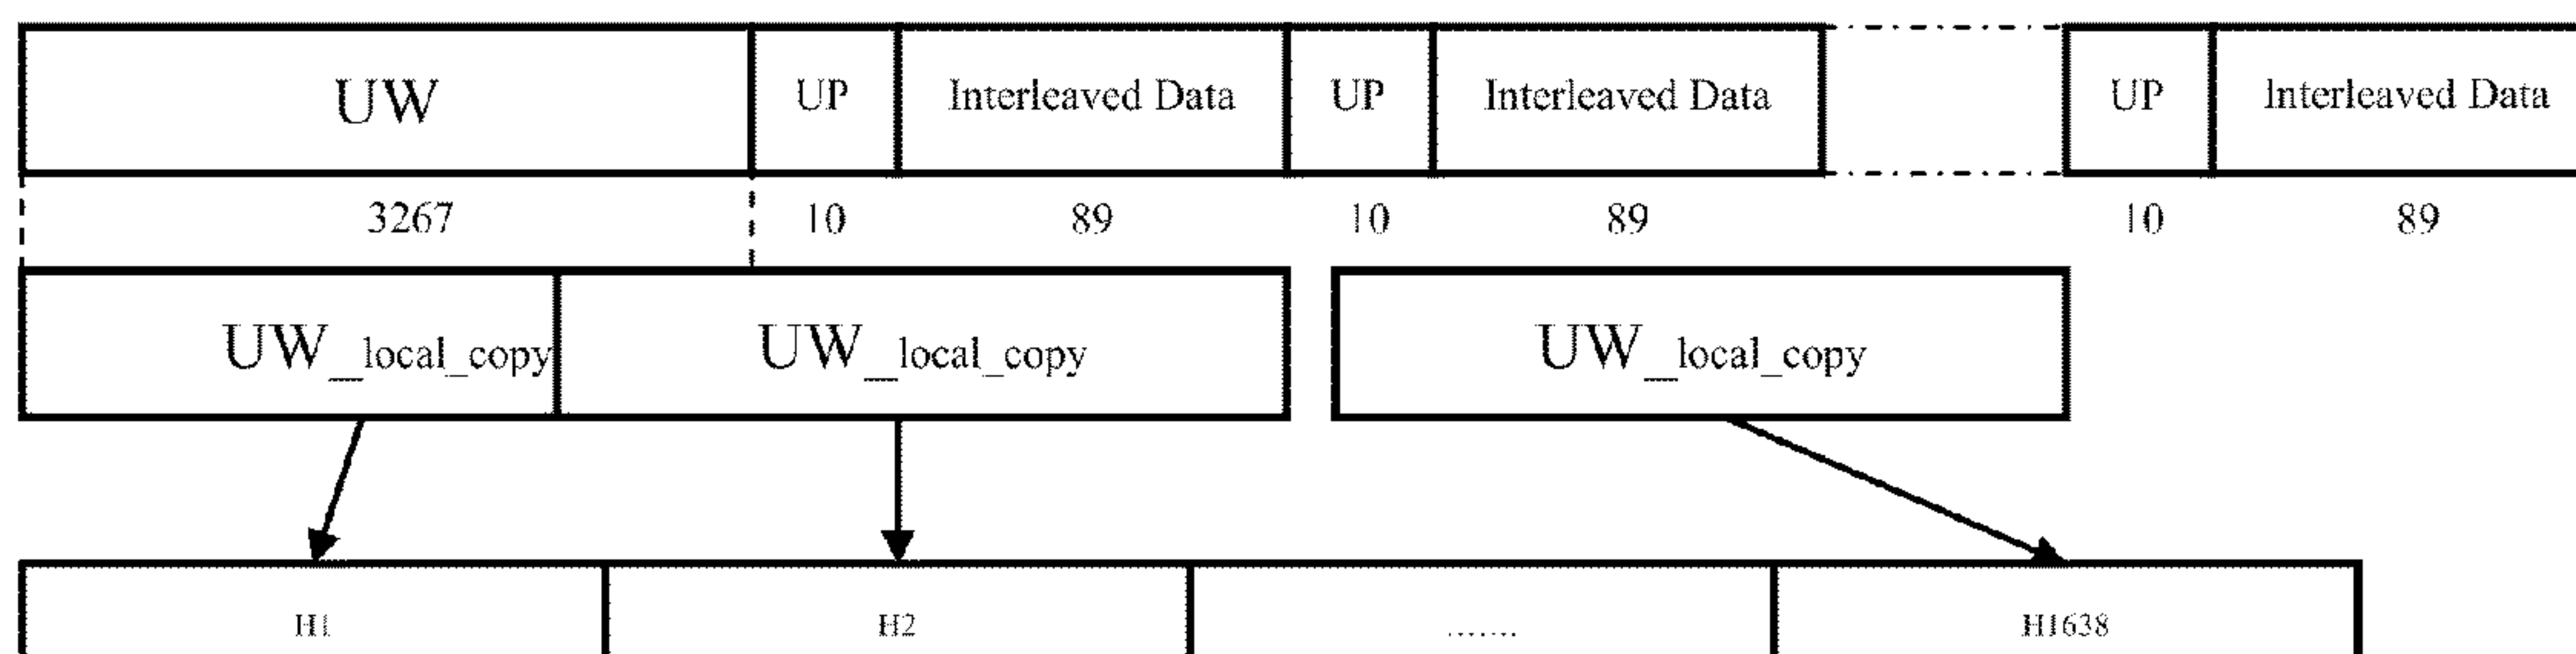 UW UP Interleaved Data UP Interleaved Data UP Interleaved Data
3267 10 89 10 89 10 89
UW_local_copy UW_local_copy UW_local_copy
H1 H2 ....... H1638